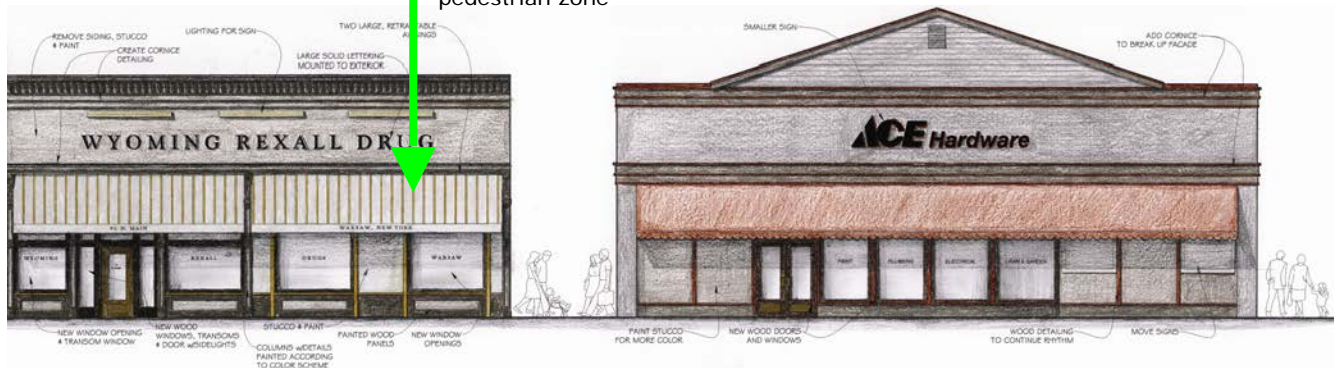 pedestrian zone
REMOVE SIDING, STUCCO
& PAINT
CREATE CORNICE
DETAILING
LIGHTING FOR SIGN
TWO LARGE, RETRACTABLE
AWNINGS
LARGE SOLID LETTERING
MOUNTED TO EXTERIOR
WYOMING REXALL DRUG
92 N. MAIN
WARSAW, NEW YORK
WYOMING
REXALL
DRUGS
WARSAW
NEW WINDOW OPENING
& TRANSOM WINDOW
NEW WOOD
WINDOWS, TRANSOMS
& DOOR w/SIDELIGHTS
STUCCO & PAINT
COLUMNS w/DETAILS
PAINTED ACCORDING
TO COLOR SCHEME
PAINTED WOOD
PANELS
NEW WINDOW
OPENINGS
SMALLER SIGN
ADD CORNICE
TO BREAK UP FACADE
ACE Hardware
PAINT
PLUMBING
ELECTRICAL
LAWN & GARDEN
PAINT STUCCO
FOR MORE COLOR
NEW WOOD DOORS
AND WINDOWS
WOOD DETAILING
TO CONTINUE RHYTHM
MOVE SIGNS